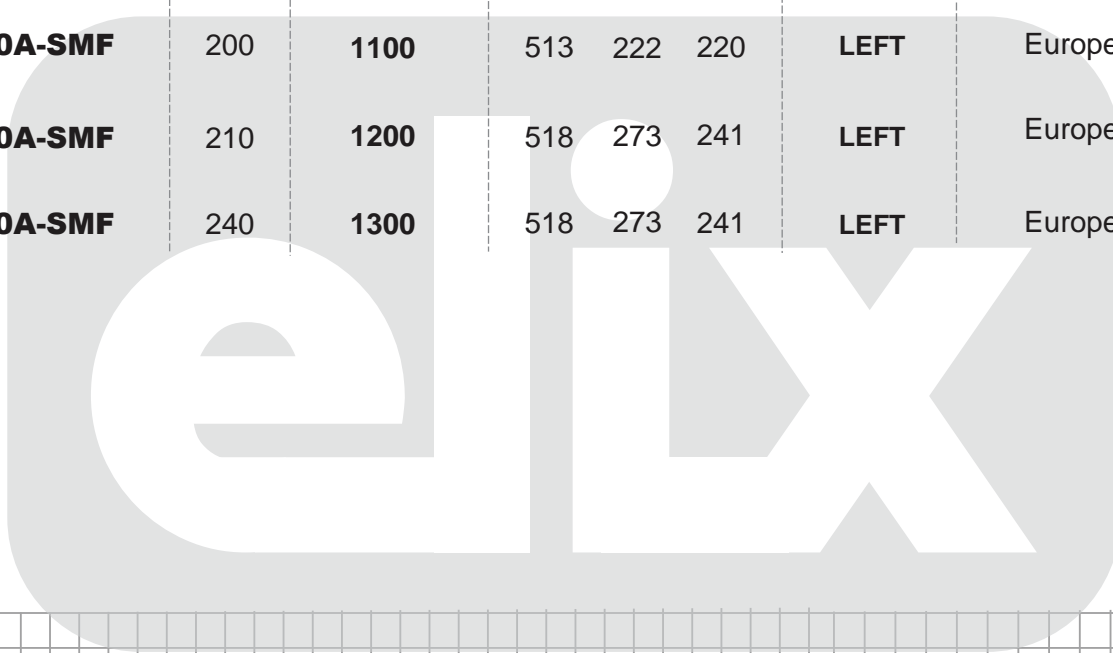 0A-SMF 200 1100 513 222 220 LEFT Europe
0A-SMF 210 1200 518 273 241 LEFT Europe
0A-SMF 240 1300 518 273 241 LEFT Europe
elix